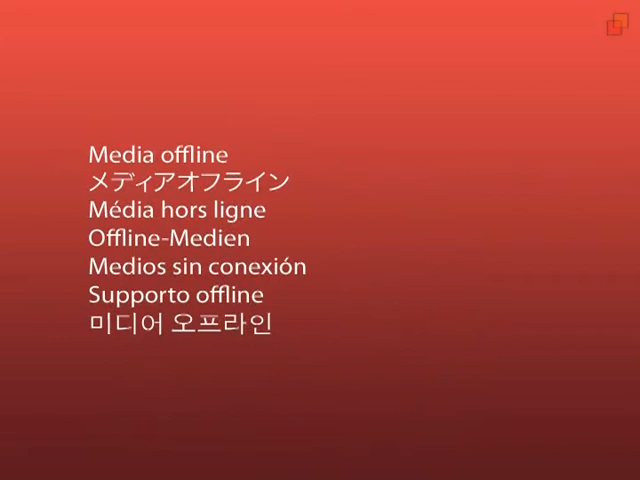 Media offline
メディアオフライン
Média hors ligne
Offline-Medien
Medios sin conexión
Supporto offline
미디어 오프라인